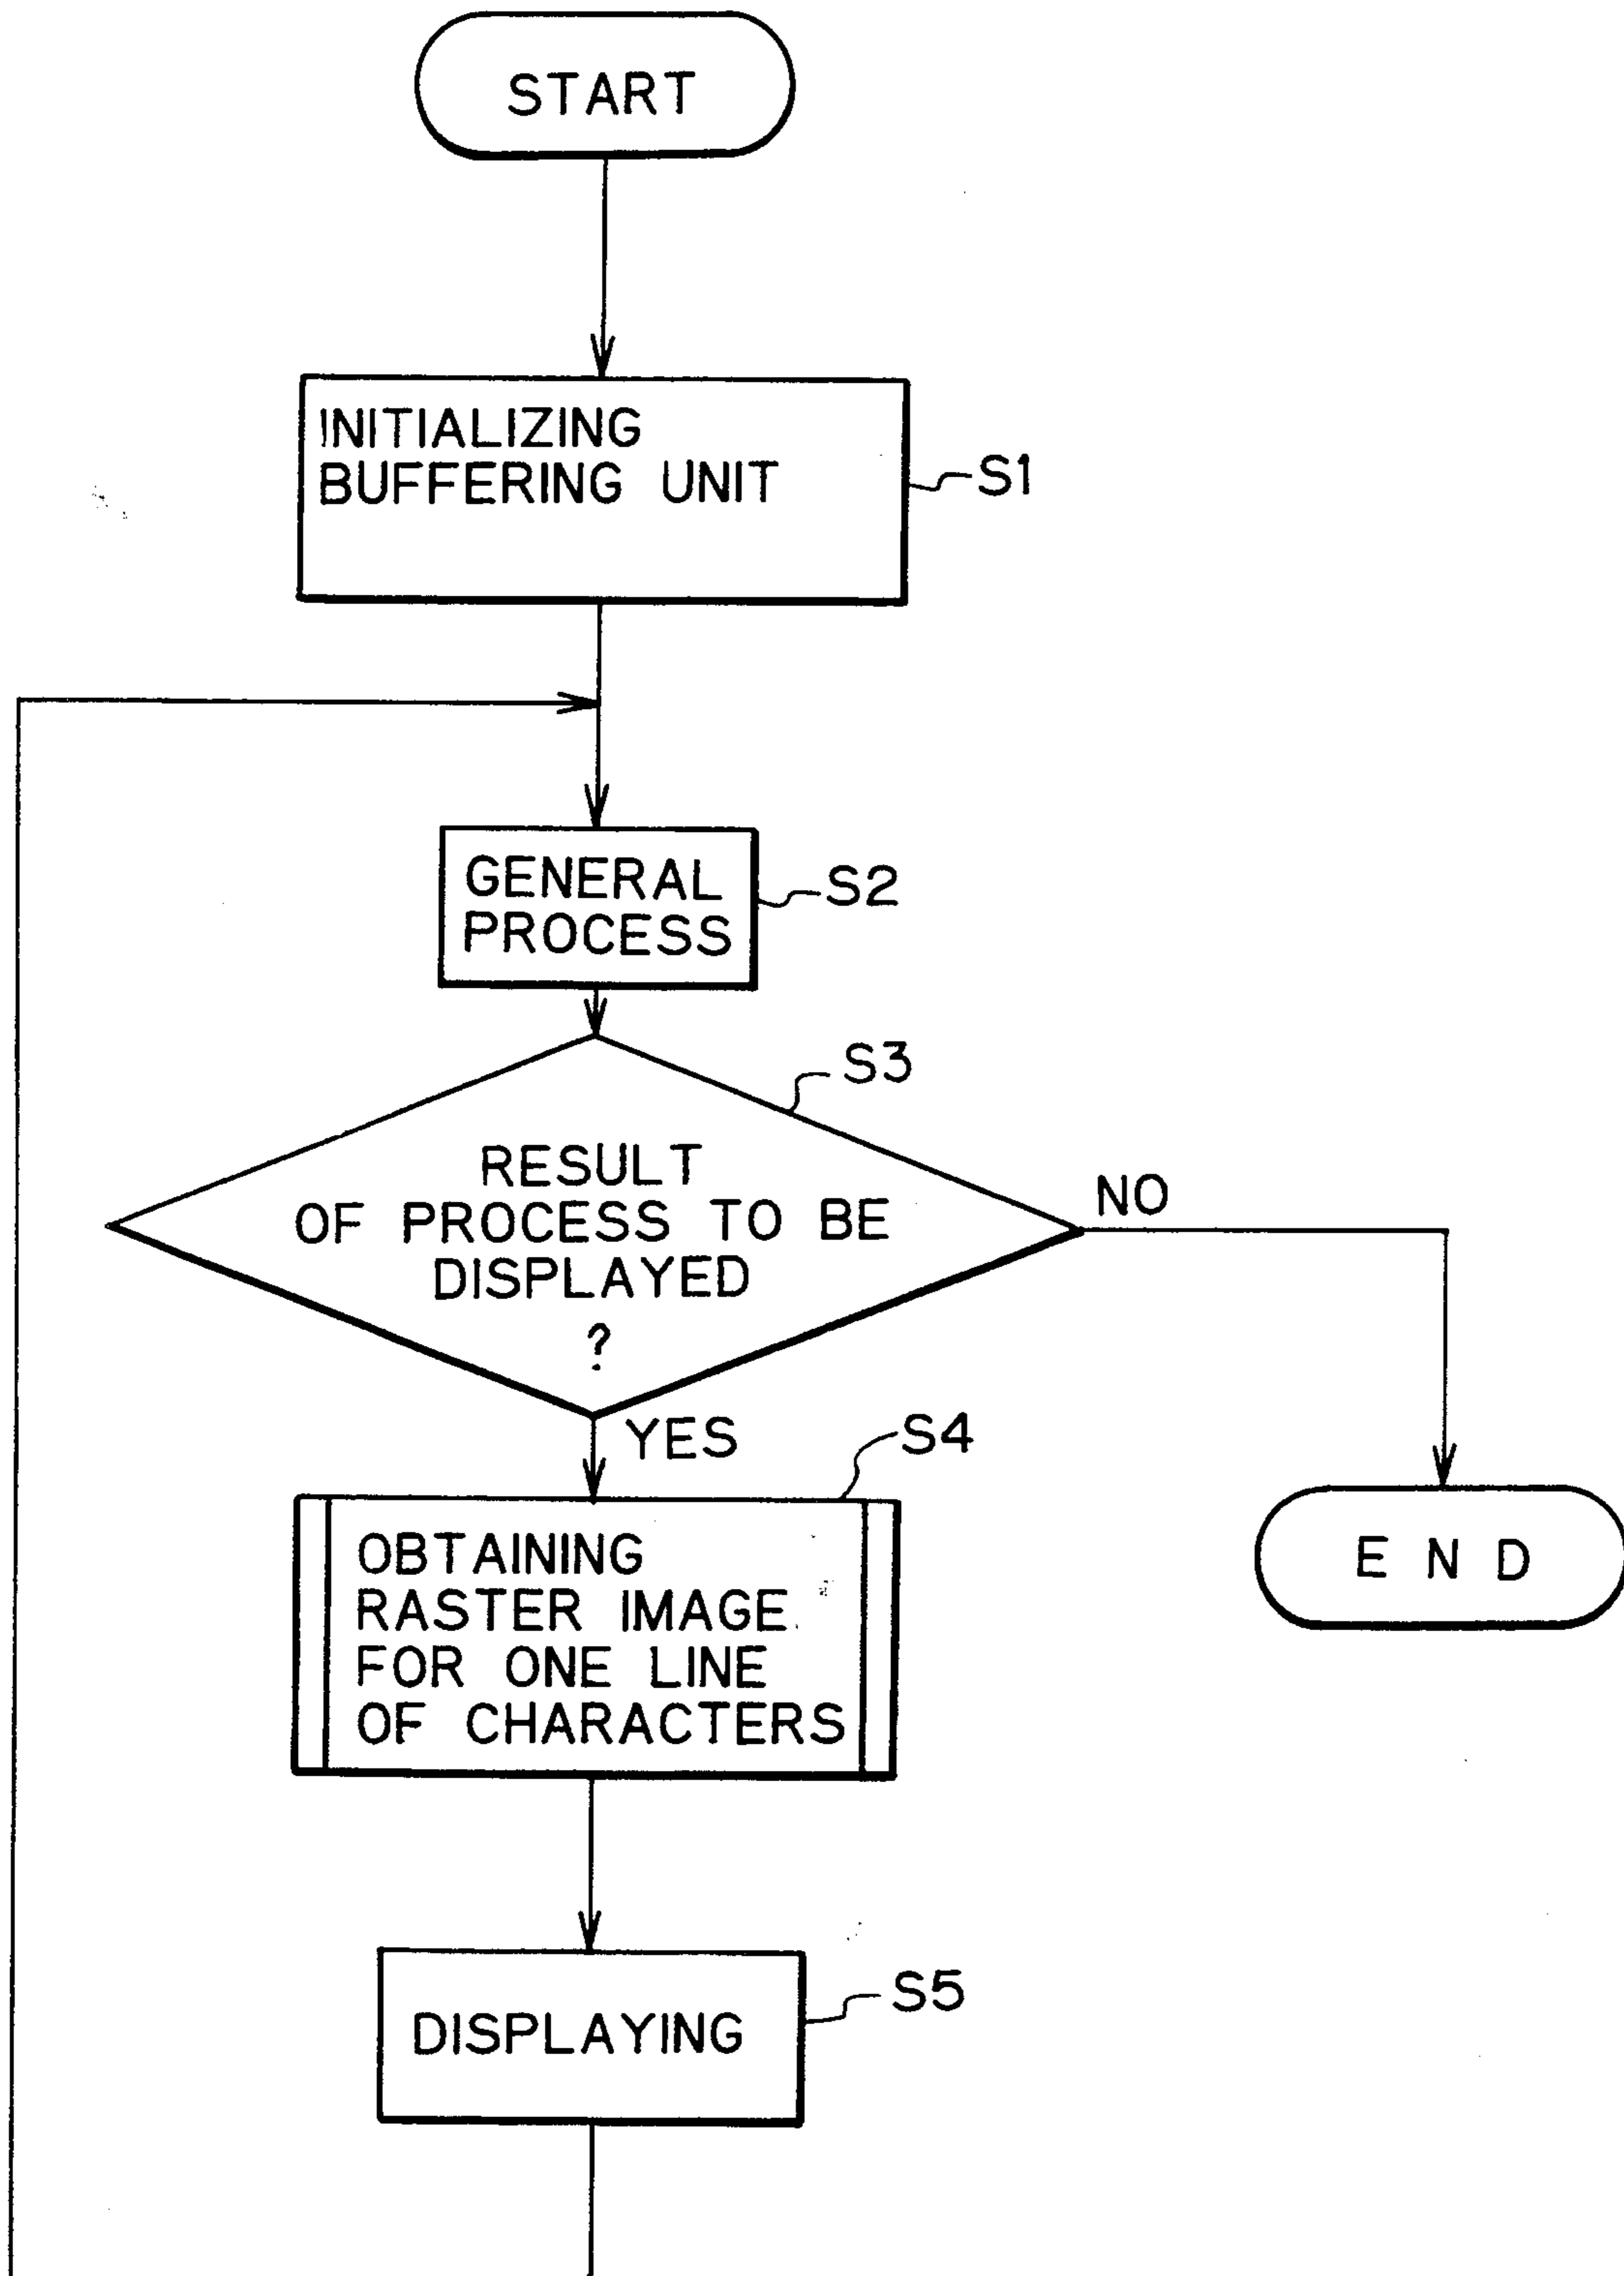 START
INITIALIZING
BUFFERING UNIT
S1
GENERAL
PROCESS
S2
S3
RESULT
OF PROCESS TO BE
DISPLAYED
?
NO
YES
S4
OBTAINING
RASTER IMAGE
FOR ONE LINE
OF CHARACTERS
E N D
DISPLAYING
S5